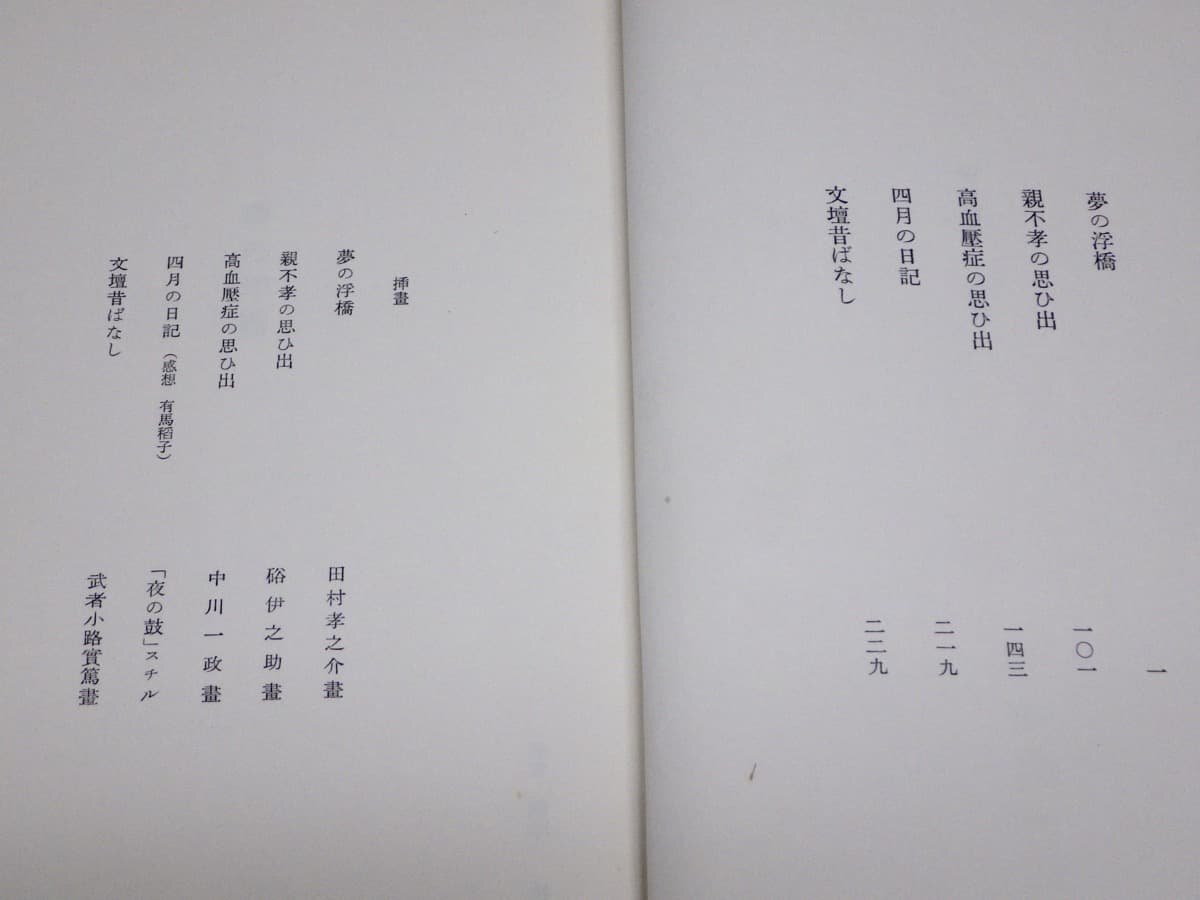 夢の浮橋 一
親不孝の思ひ出 一〇一
高血壓症の思ひ出 一四三
四月の日記 二一九
文壇昔ばなし 二二九
挿畫
夢の浮橋 田村孝之介畫
親不孝の思ひ出 硲伊之助畫
高血壓症の思ひ出 中川一政畫
四月の日記(感想 有馬稻子) 「夜の鼓」スチル
文壇昔ばなし 武者小路實篤畫